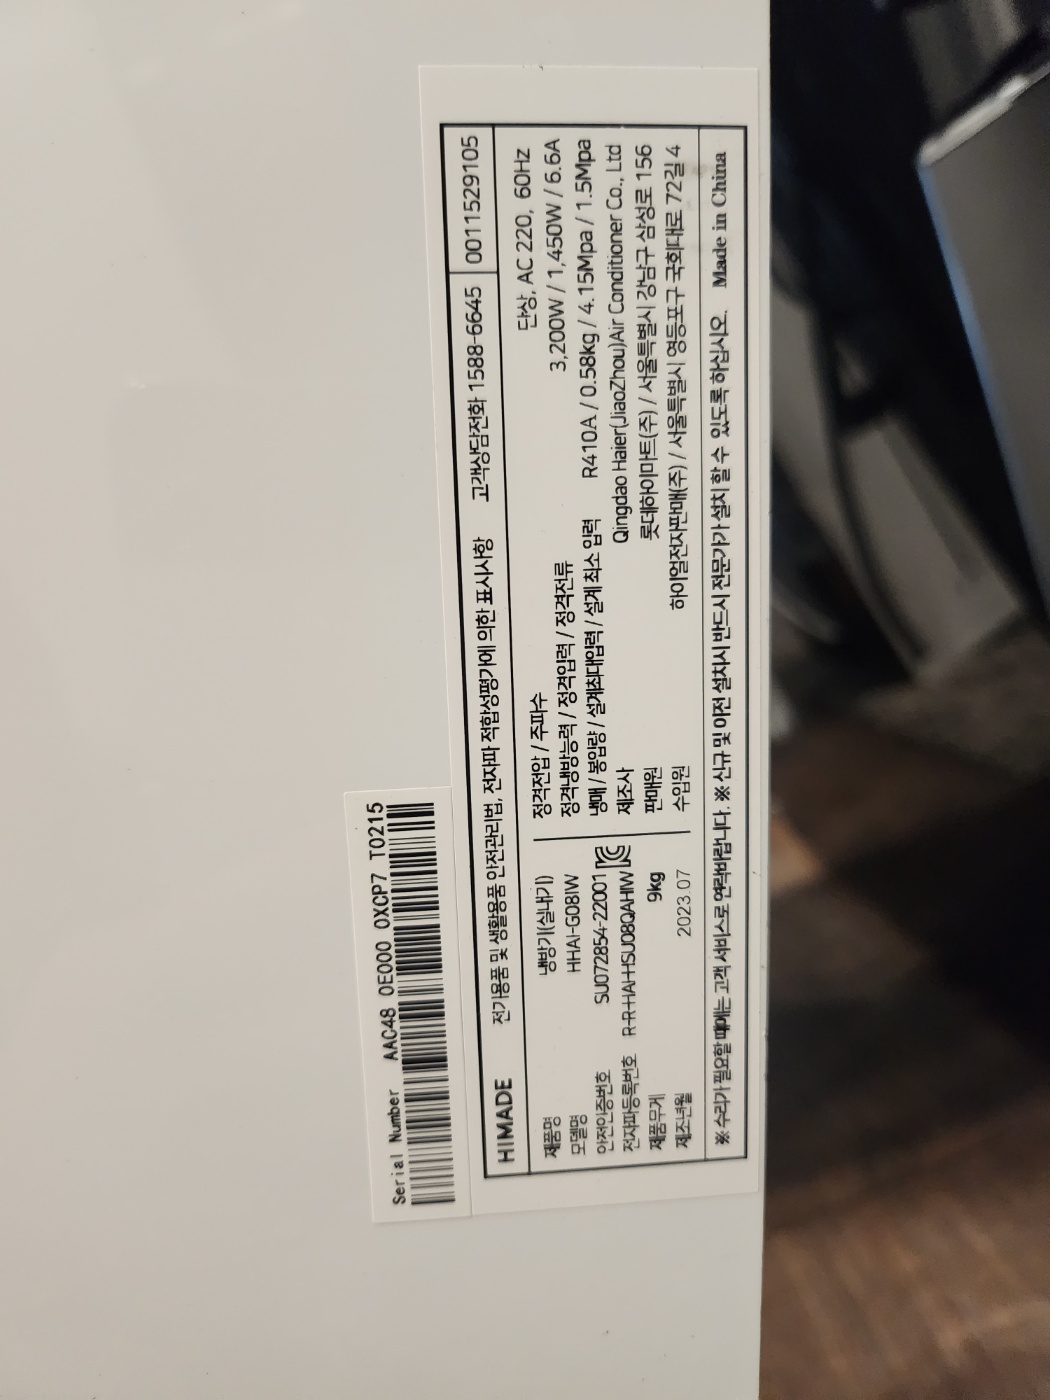 Serial Number AAC48 0E000 0XCP7 T0215
HIMADE 전기용품 및 생활용품 안전관리법, 전자파 적합성평가에 의한 표시사항 고객상담전화 1588-6645 0011529105
제품명 냉방기(실내기)
모델명 HHAI-G08IW
안전인증번호 SU072854-22001
전자파등록번호 R-R-HAI-HSU08QAHIW
제품무게 9kg
제조년월 2023.07
정격전압 / 주파수 단상, AC 220, 60Hz
정격냉방능력 / 정격입력 / 정격전류 3,200W / 1,450W / 6.6A
냉매 / 봉입량 / 설계최대압력 / 설계 최소 압력 R410A / 0.58kg / 4.15Mpa / 1.5Mpa
제조사 Qingdao Haier(JiaoZhou)Air Conditioner Co., Ltd
판매원 롯데하이마트(주) / 서울특별시 강남구 삼성로 156
수입원 하이얼전자판매(주) / 서울특별시 영등포구 국회대로 72길 4
※ 수리가 필요할 때에는 고객 서비스로 연락바랍니다. ※ 신규 및 이전 설치시 반드시 전문가가 설치 할 수 있도록 하십시오. Made in China